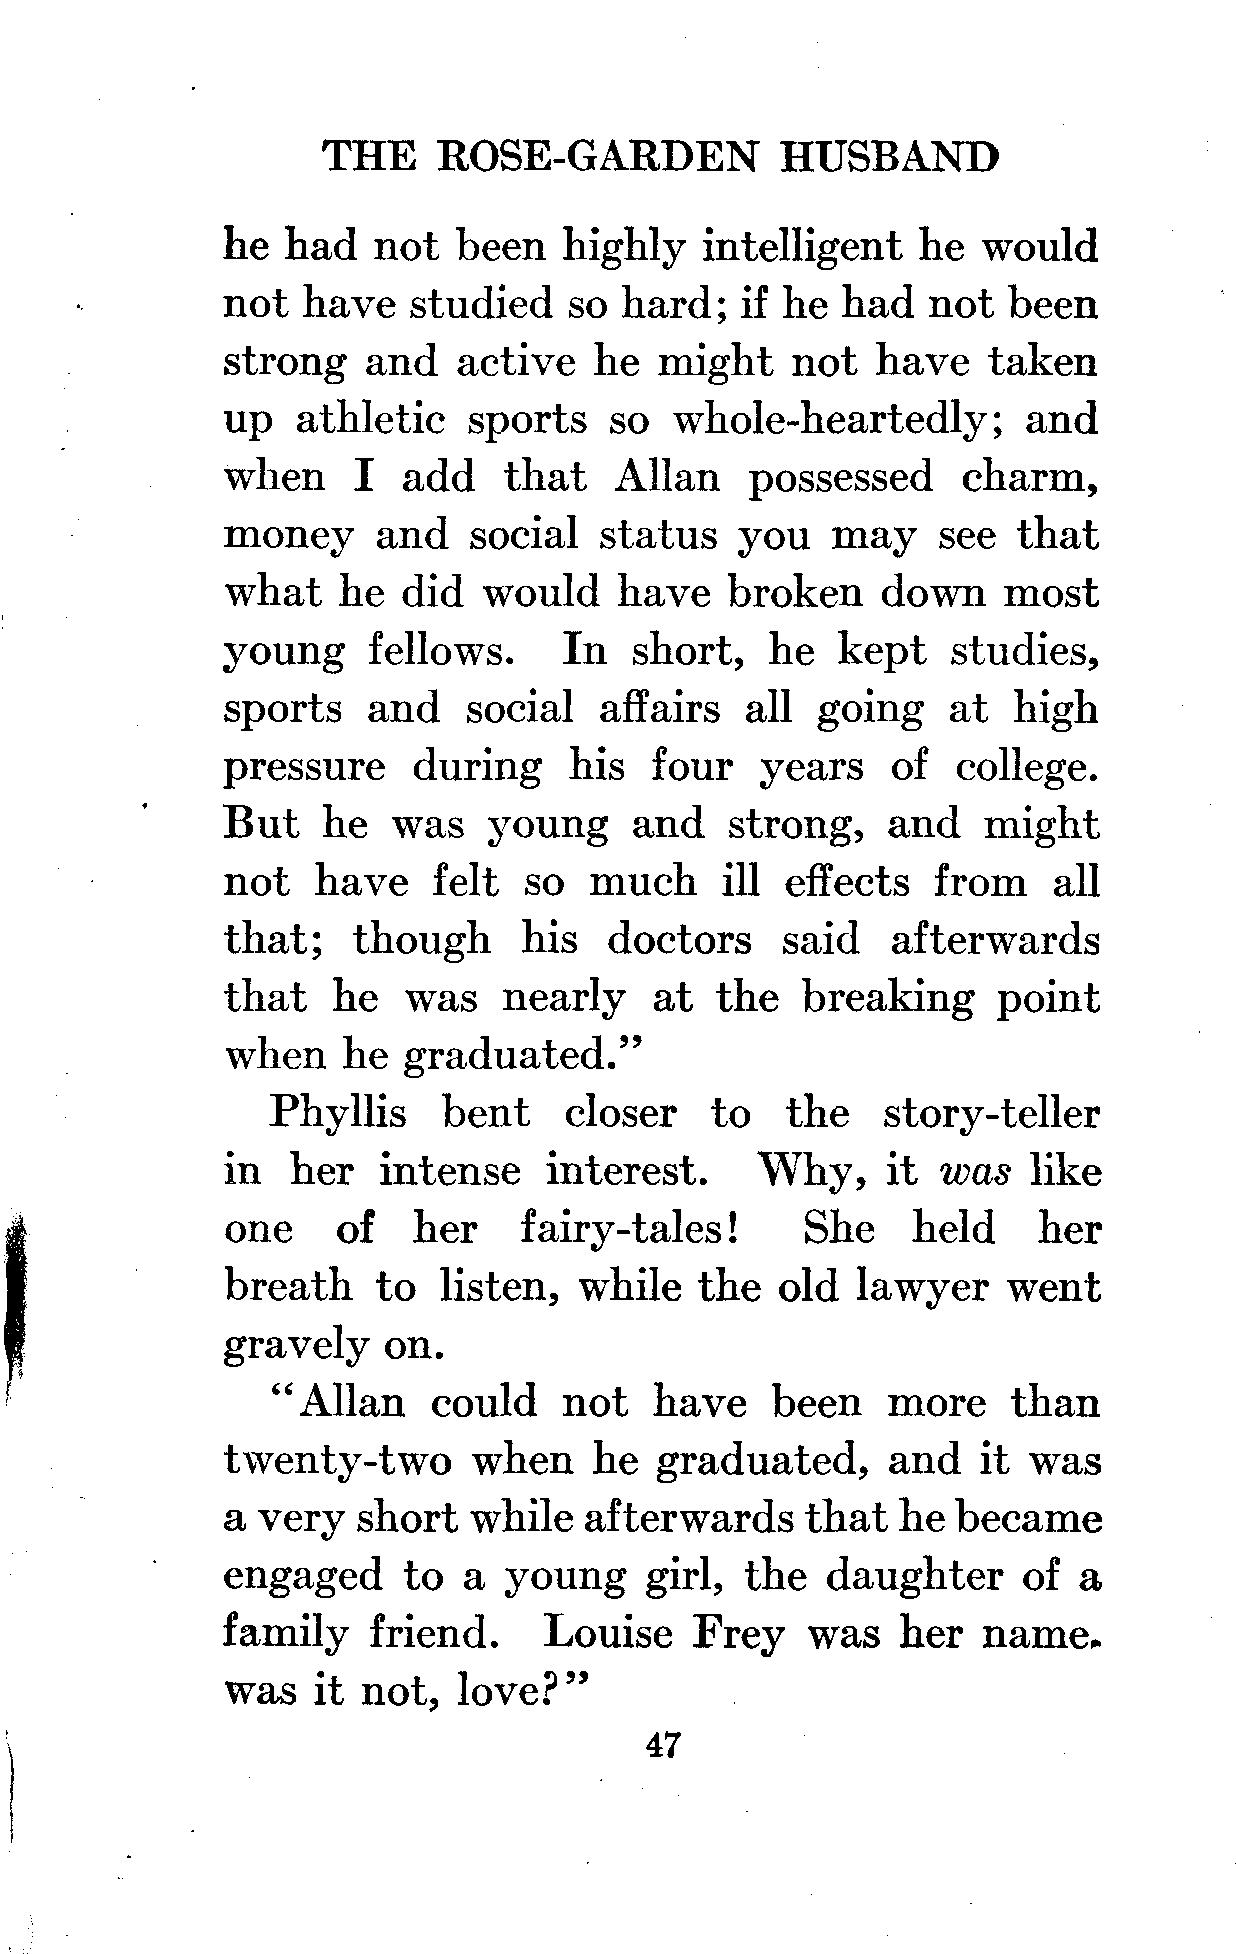 THE ROSE-GARDEN HUSBAND
he had not been highly intelligent he would
not have studied so hard; if he had not been
strong and active he might not have taken
up athletic sports so whole-heartedly; and
when I add that Allan possessed charm,
money and social status you may see that
what he did would have broken down most
young fellows. In short, he kept studies,
sports and social affairs all going at high
pressure during his four years of college.
But he was young and strong, and might
not have felt so much ill effects from all
that; though his doctors said afterwards
that he was nearly at the breaking point
when he graduated."
Phyllis bent closer to the story-teller
in her intense interest. Why, it was like
one of her fairy-tales! She held her
breath to listen, while the old lawyer went
gravely on.
"Allan could not have been more than
twenty-two when he graduated, and it was
a very short while afterwards that he became
engaged to a young girl, the daughter of a
family friend. Louise Frey was her name.
was it not, love?"
47